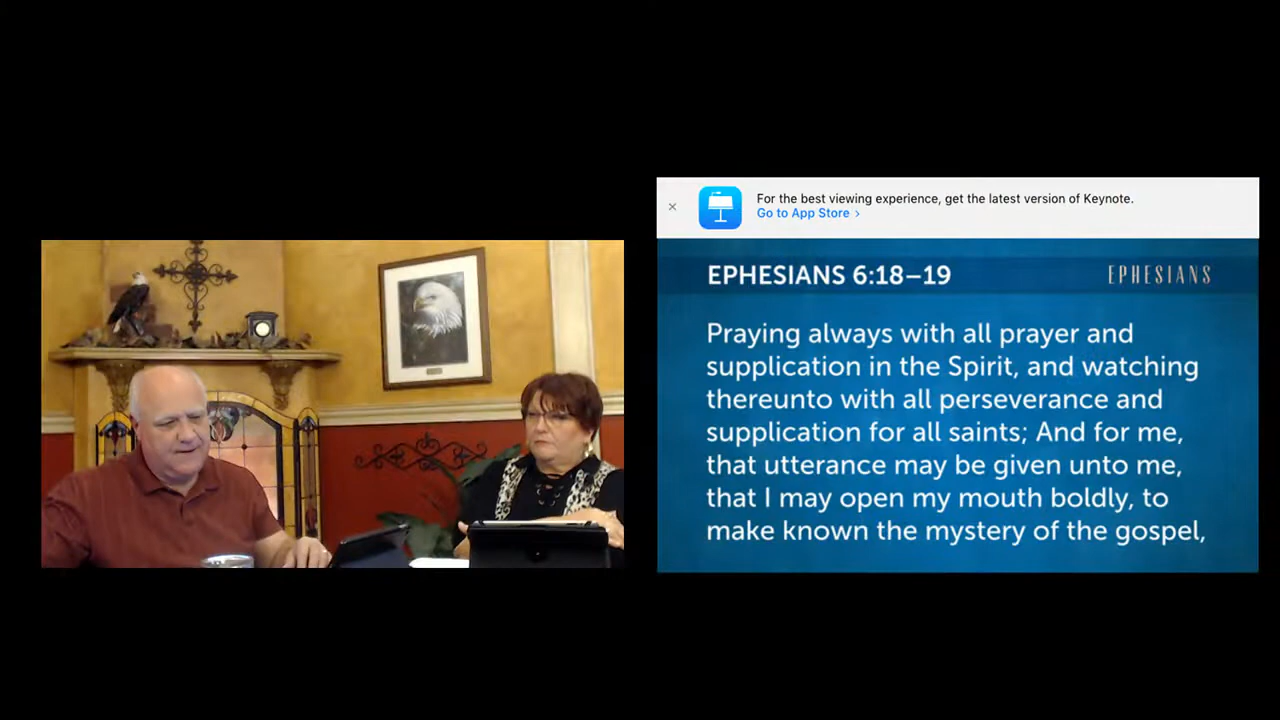 For the best viewing experience, get the latest version of Keynote.
Go to App Store >
EPHESIANS 6:18–19
EPHESIANS
Praying always with all prayer and
supplication in the Spirit, and watching
thereunto with all perseverance and
supplication for all saints; And for me,
that utterance may be given unto me,
that I may open my mouth boldly, to
make known the mystery of the gospel,